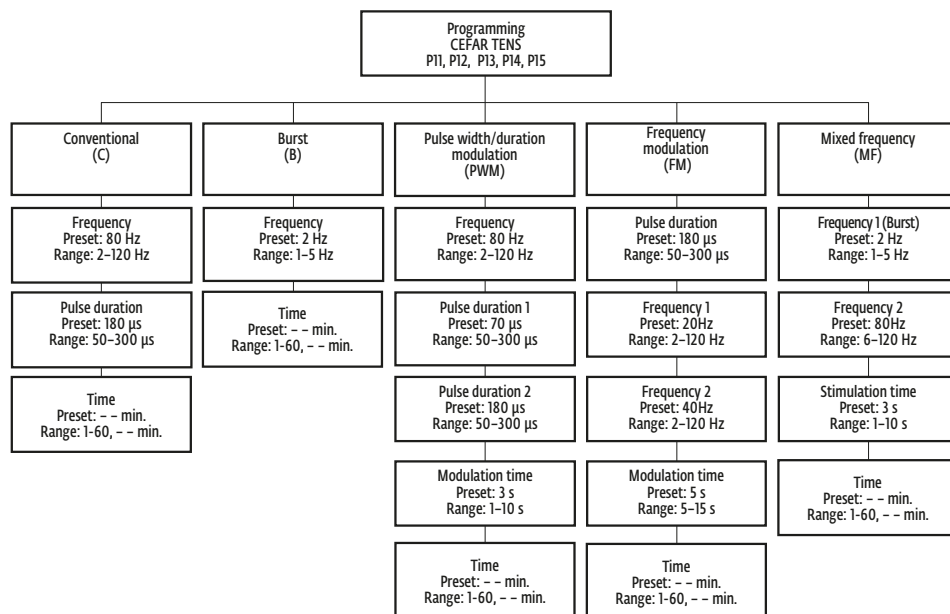 Programming
CEFAR TENS
P11, P12, P13, P14, P15
Conventional
(C)
Frequency
Preset: 80 Hz
Range: 2–120 Hz
Pulse duration
Preset: 180 µs
Range: 50–300 µs
Time
Preset: – – min.
Range: 1-60, – – min.
Burst
(B)
Frequency
Preset: 2 Hz
Range: 1–5 Hz
Time
Preset: – – min.
Range: 1-60, – – min.
Pulse width/duration
modulation
(PWM)
Frequency
Preset: 80 Hz
Range: 2–120 Hz
Pulse duration 1
Preset: 70 µs
Range: 50–300 µs
Pulse duration 2
Preset: 180 µs
Range: 50–300 µs
Modulation time
Preset: 3 s
Range: 1–10 s
Time
Preset: – – min.
Range: 1-60, – – min.
Frequency
modulation
(FM)
Pulse duration
Preset: 180 µs
Range: 50–300 µs
Frequency 1
Preset: 20Hz
Range: 2–120 Hz
Frequency 2
Preset: 40Hz
Range: 2–120 Hz
Modulation time
Preset: 5 s
Range: 5–15 s
Time
Preset: – – min.
Range: 1-60, – – min.
Mixed frequency
(MF)
Frequency 1 (Burst)
Preset: 2 Hz
Range: 1–5 Hz
Frequency 2
Preset: 80Hz
Range: 6–120 Hz
Stimulation time
Preset: 3 s
Range: 1–10 s
Time
Preset: – – min.
Range: 1-60, – – min.